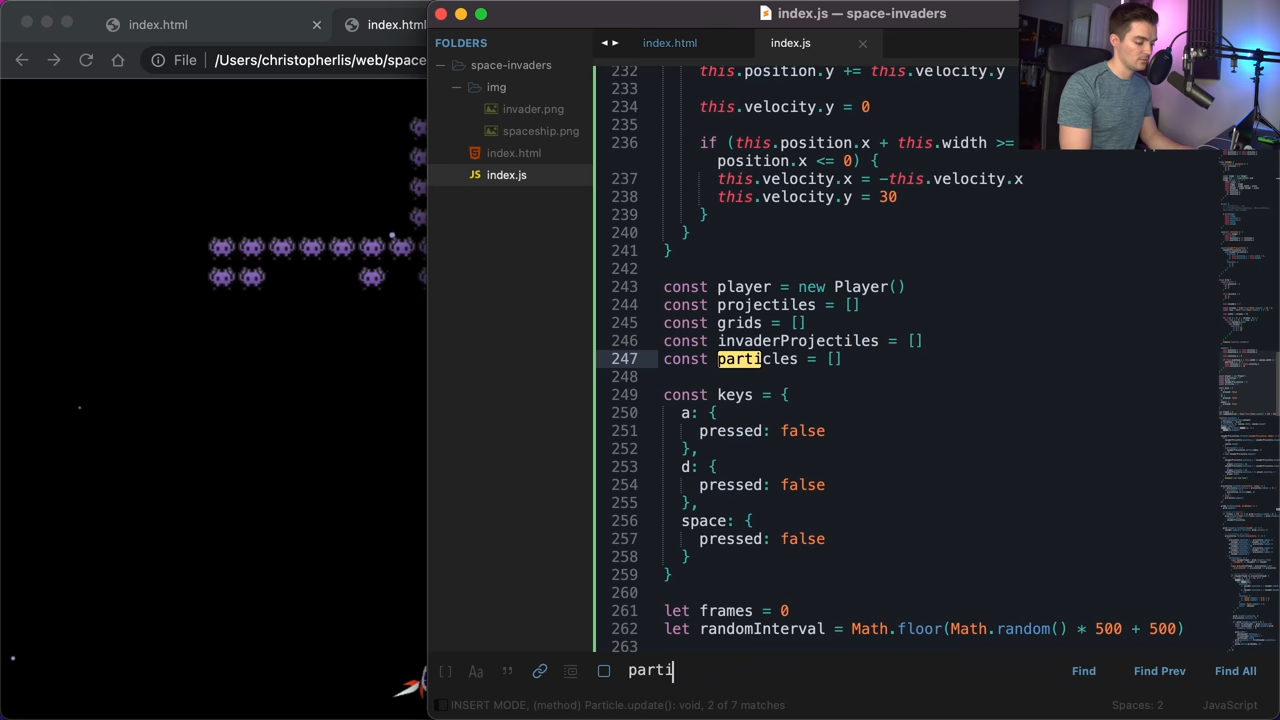 index.html
index.html
File
/Users/christopherlis/web/space
index.js — space-invaders
FOLDERS
space-invaders
img
invader.png
spaceship.png
index.html
JS index.js
index.html
index.js
232 this.position.y += this.velocity.y
233
234 this.velocity.y = 0
235
236 if (this.position.x + this.width >=
position.x <= 0) {
237 this.velocity.x = -this.velocity.x
238 this.velocity.y = 30
239 }
240 }
241 }
242
243 const player = new Player()
244 const projectiles = []
245 const grids = []
246 const invaderProjectiles = []
247 const particles = []
248
249 const keys = {
250 a: {
251 pressed: false
252 },
253 d: {
254 pressed: false
255 },
256 space: {
257 pressed: false
258 }
259 }
260
261 let frames = 0
262 let randomInterval = Math.floor(Math.random() * 500 + 500)
263
Aa
parti
Find
Find Prev
Find All
INSERT MODE, (method) Particle.update(): void, 2 of 7 matches
Spaces: 2
JavaScript